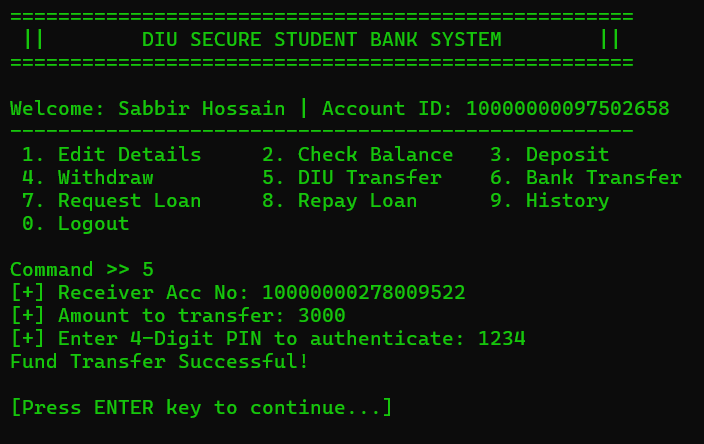 ====================================================
||        DIU SECURE STUDENT BANK SYSTEM        ||
====================================================
Welcome: Sabbir Hossain | Account ID: 10000000097502658
----------------------------------------------------
1. Edit Details     2. Check Balance   3. Deposit
4. Withdraw         5. DIU Transfer    6. Bank Transfer
7. Request Loan     8. Repay Loan      9. History
0. Logout
Command >> 5
[+] Receiver Acc No: 10000000278009522
[+] Amount to transfer: 3000
[+] Enter 4-Digit PIN to authenticate: 1234
Fund Transfer Successful!
[Press ENTER key to continue...]